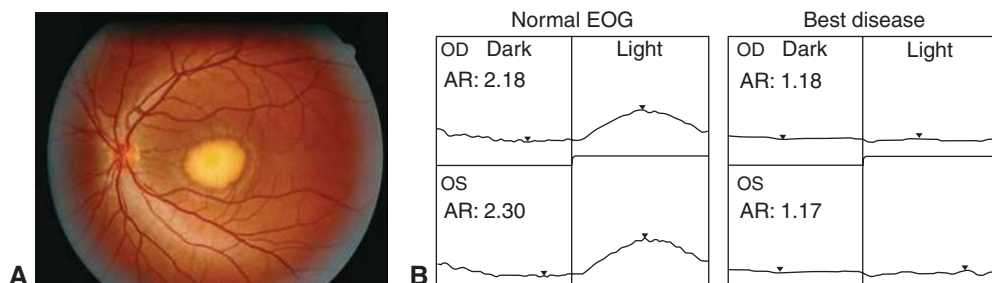 Normal EOG
Best disease
OD Dark
Light
AR: 2.18
OS
AR: 2.30
OD Dark
Light
AR: 1.18
OS
AR: 1.17
A
B